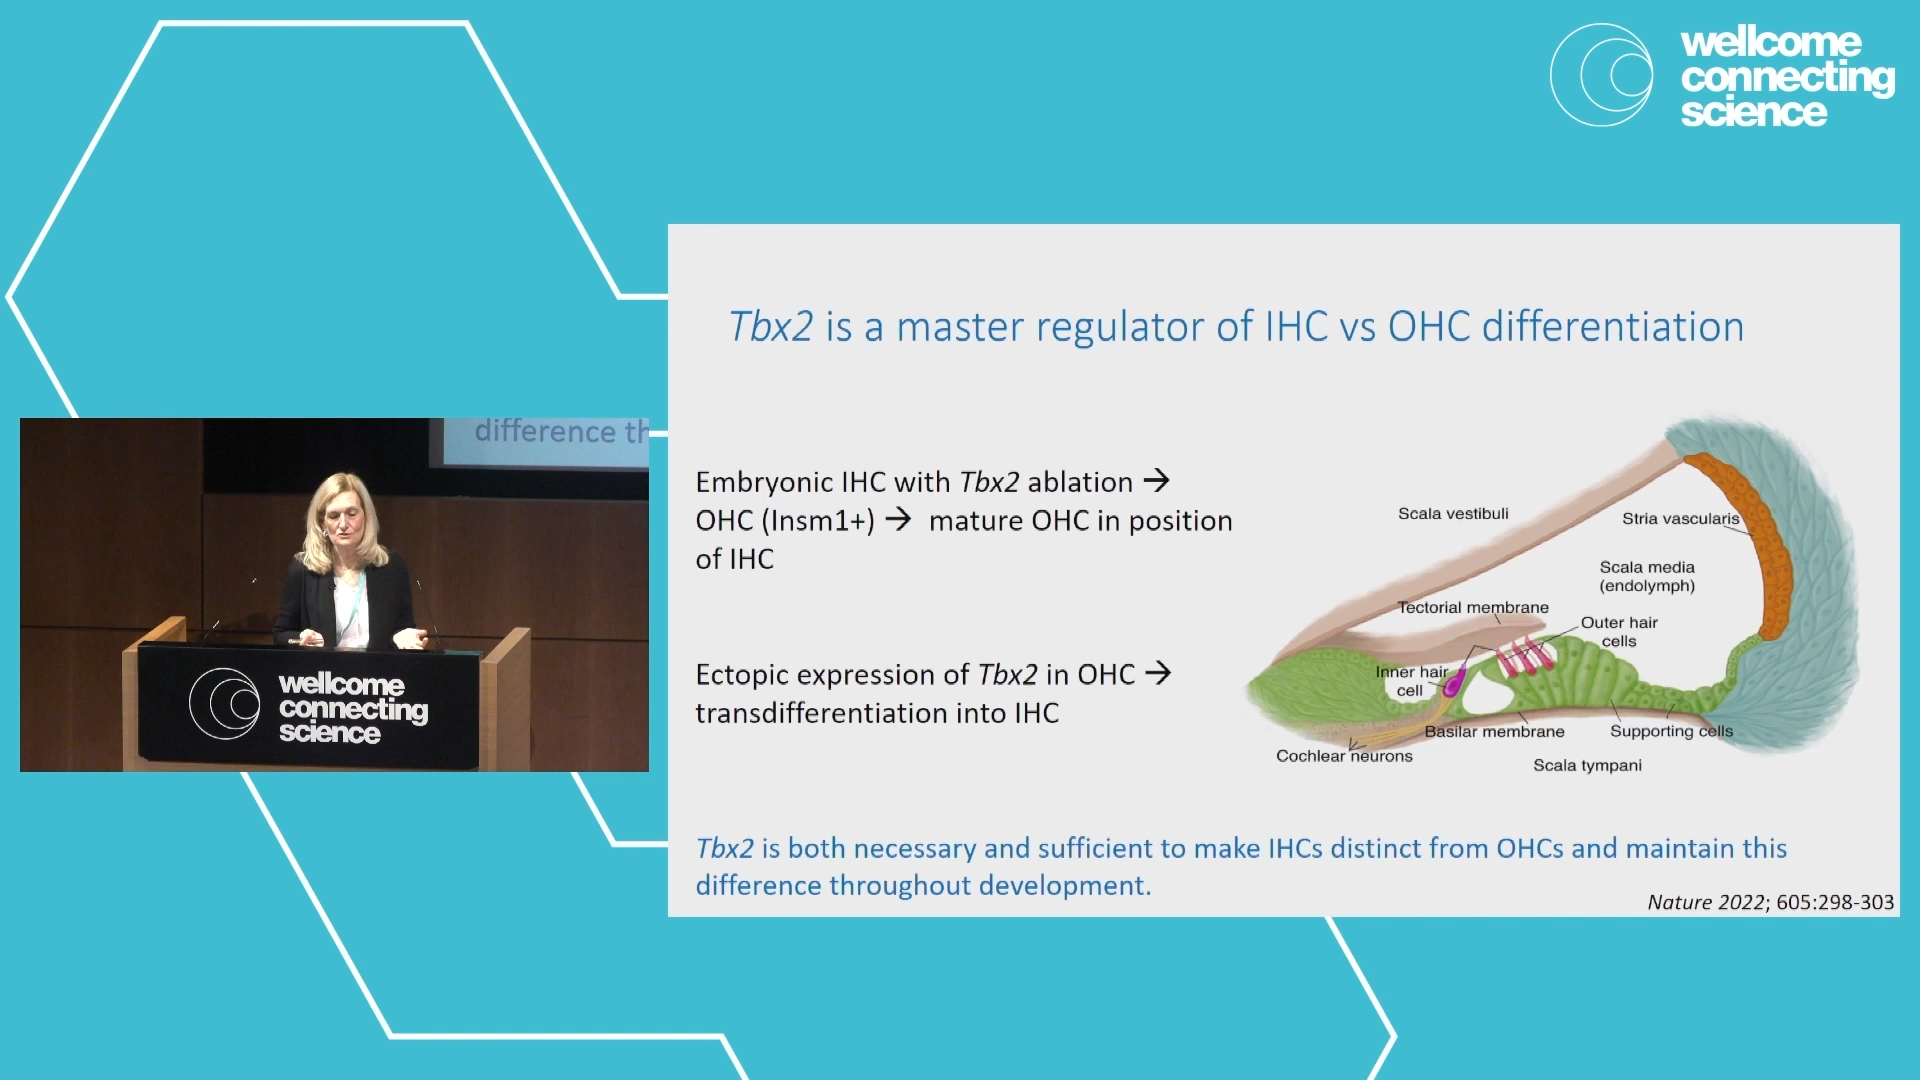 wellcome
connecting
science
Tbx2 is a master regulator of IHC vs OHC differentiation
Embryonic IHC with Tbx2 ablation →
OHC (Insm1+) → mature OHC in position
of IHC
Ectopic expression of Tbx2 in OHC →
transdifferentiation into IHC
Scala vestibuli
Stria vascularis
Scala media
(endolymph)
Tectorial membrane
Outer hair
cells
Inner hair
cell
Basilar membrane
Supporting cells
Cochlear neurons
Scala tympani
Tbx2 is both necessary and sufficient to make IHCs distinct from OHCs and maintain this
difference throughout development.
Nature 2022; 605:298-303
difference th
wellcome
connecting
science